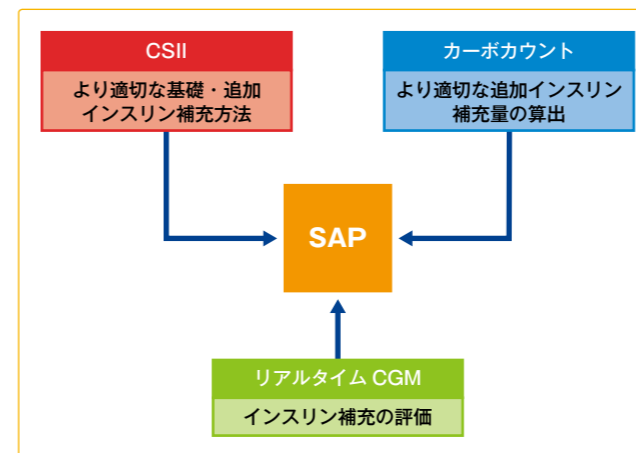 CSII
より適切な基礎・追加
インスリン補充方法
カーボカウント
より適切な追加インスリン
補充量の算出
SAP
リアルタイム CGM
インスリン補充の評価